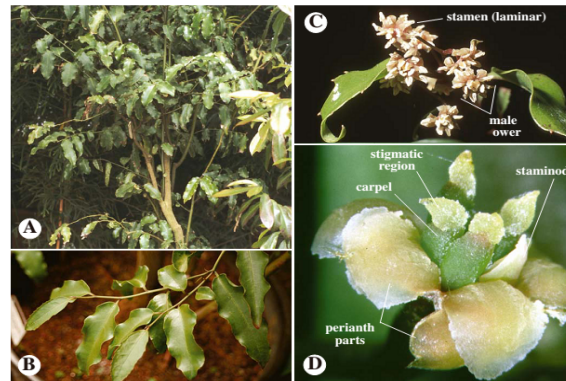 A
B
C
stamen (laminar)
male
ower
D
stigmatic
region
carpel
staminod
perianth
parts